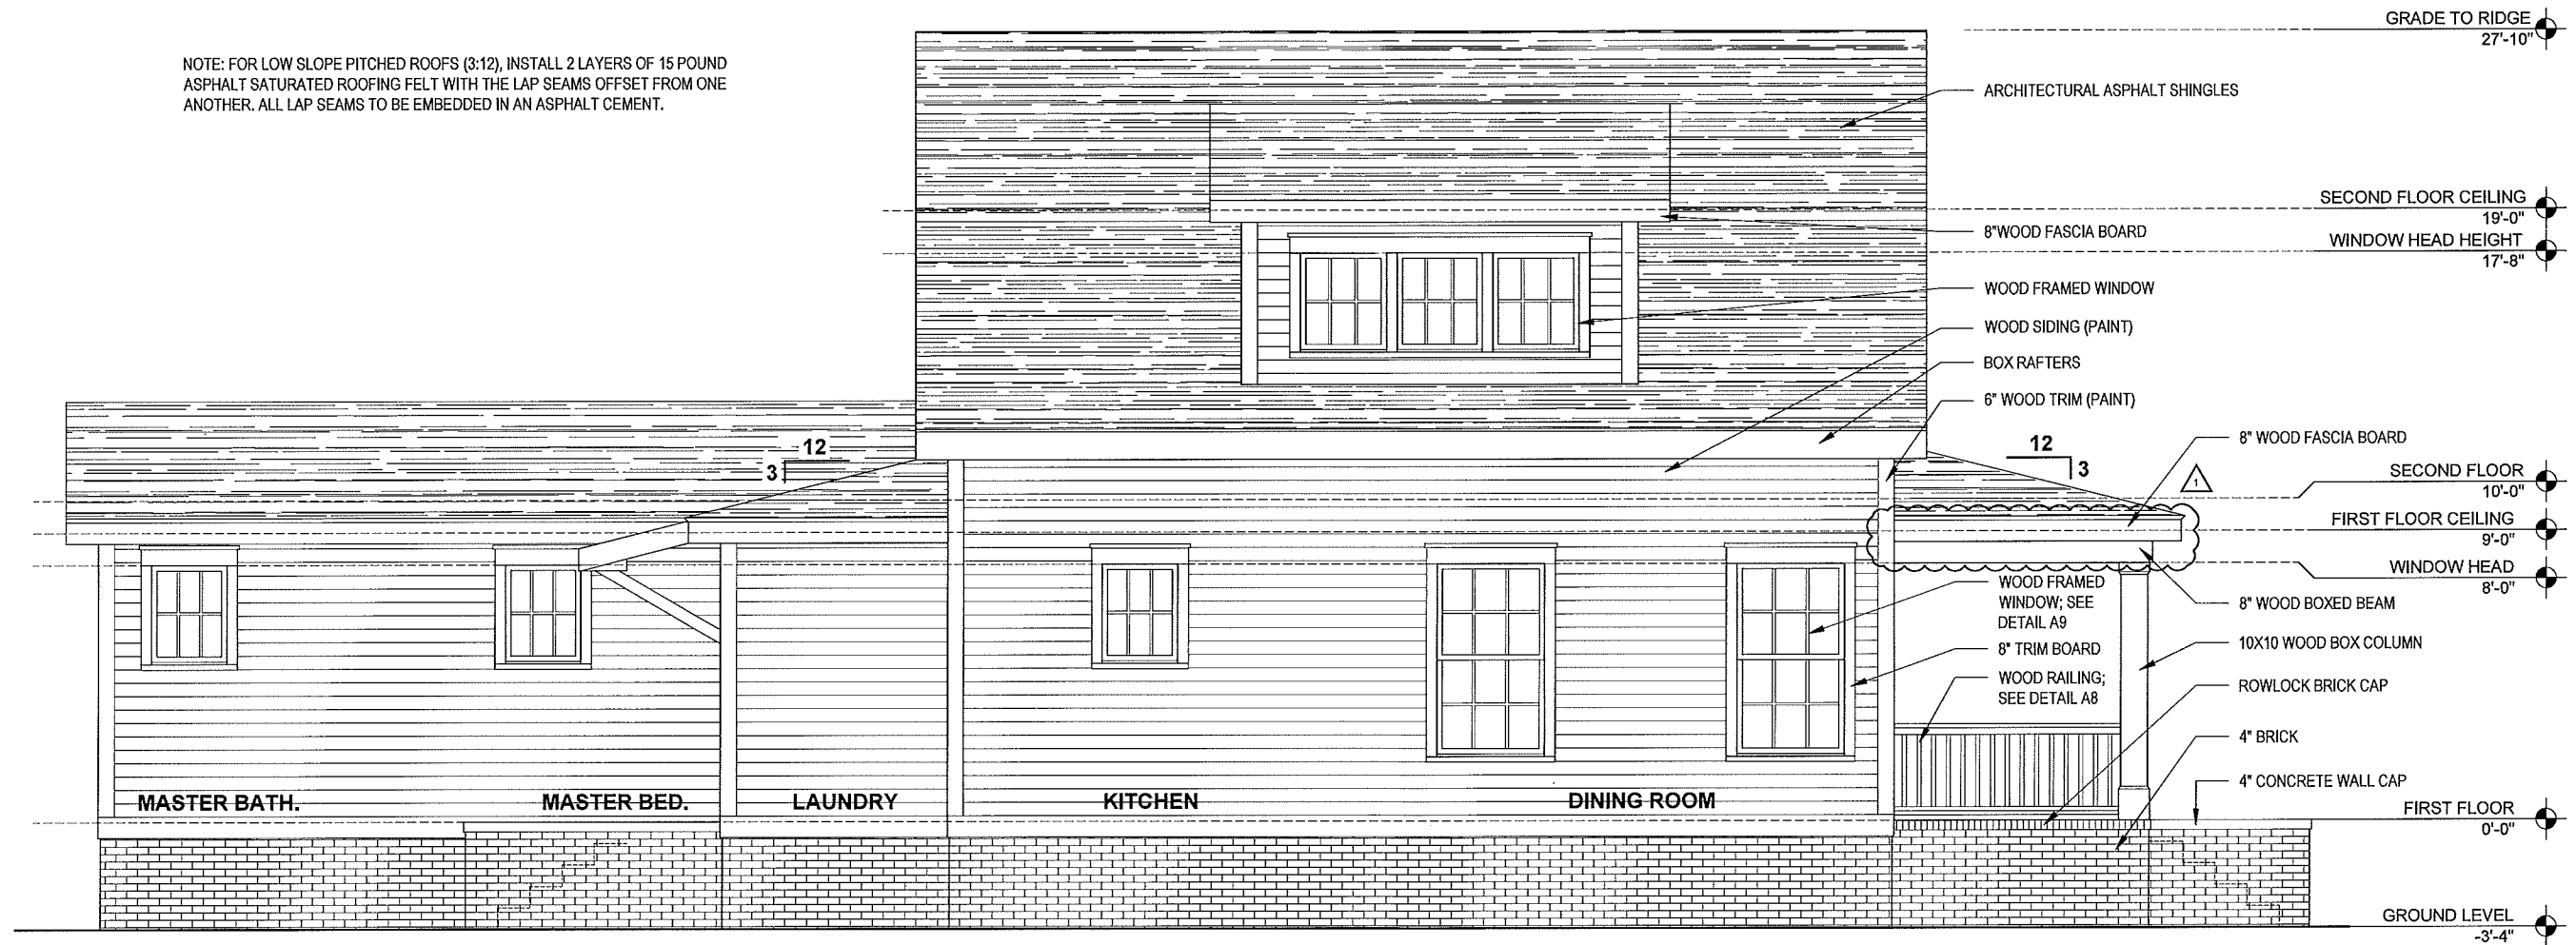 NOTE: FOR LOW SLOPE PITCHED ROOFS (3:12), INSTALL 2 LAYERS OF 15 POUND
ASPHALT SATURATED ROOFING FELT WITH THE LAP SEAMS OFFSET FROM ONE
ANOTHER. ALL LAP SEAMS TO BE EMBEDDED IN AN ASPHALT CEMENT.
GRADE TO RIDGE
27'-10"
ARCHITECTURAL ASPHALT SHINGLES
SECOND FLOOR CEILING
19'-0"
8"WOOD FASCIA BOARD
WINDOW HEAD HEIGHT
17'-8"
WOOD FRAMED WINDOW
WOOD SIDING (PAINT)
BOX RAFTERS
6" WOOD TRIM (PAINT)
12
3
12
3
8" WOOD FASCIA BOARD
1
SECOND FLOOR
10'-0"
FIRST FLOOR CEILING
9'-0"
WINDOW HEAD
8'-0"
WOOD FRAMED
WINDOW; SEE
DETAIL A9
8" WOOD BOXED BEAM
8" TRIM BOARD
10X10 WOOD BOX COLUMN
WOOD RAILING;
SEE DETAIL A8
ROWLOCK BRICK CAP
4" BRICK
4" CONCRETE WALL CAP
MASTER BATH.
MASTER BED.
LAUNDRY
KITCHEN
DINING ROOM
FIRST FLOOR
0'-0"
GROUND LEVEL
-3'-4"